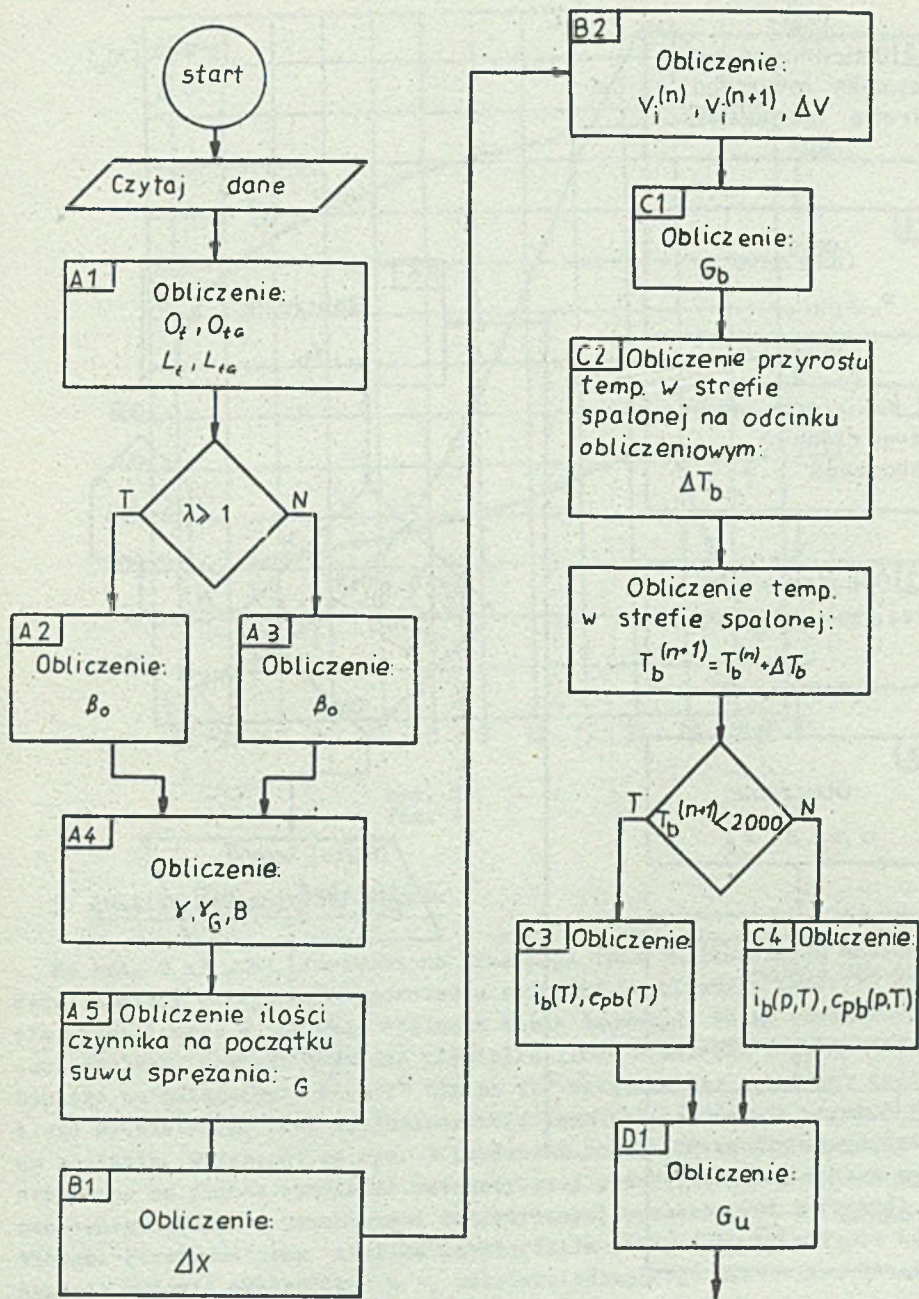 start
Czytaj dane
A1
Obliczenie:
O_t, O_tG
L_t, L_tG
λ ⩾ 1
T
N
A2
Obliczenie:
β₀
A3
Obliczenie:
β₀
A4
Obliczenie:
γ, γ_G, B
A5 Obliczenie ilości
czynnika na początku
suwu sprężania: G
B1
Obliczenie:
Δx
B2
Obliczenie:
V_i^(n), V_i^(n+1), ΔV
C1
Obliczenie:
G_b
C2 Obliczenie przyrostu
temp. w strefie
spalonej na odcinku
obliczeniowym:
ΔT_b
Obliczenie temp.
w strefie spalonej:
T_b^(n+1) = T_b^(n) + ΔT_b
T_b^(n+1) < 2000
T
N
C3 Obliczenie
i_b(T), c_pb(T)
C4 Obliczenie:
i_b(p,T), c_pb(p,T)
D1
Obliczenie:
G_u